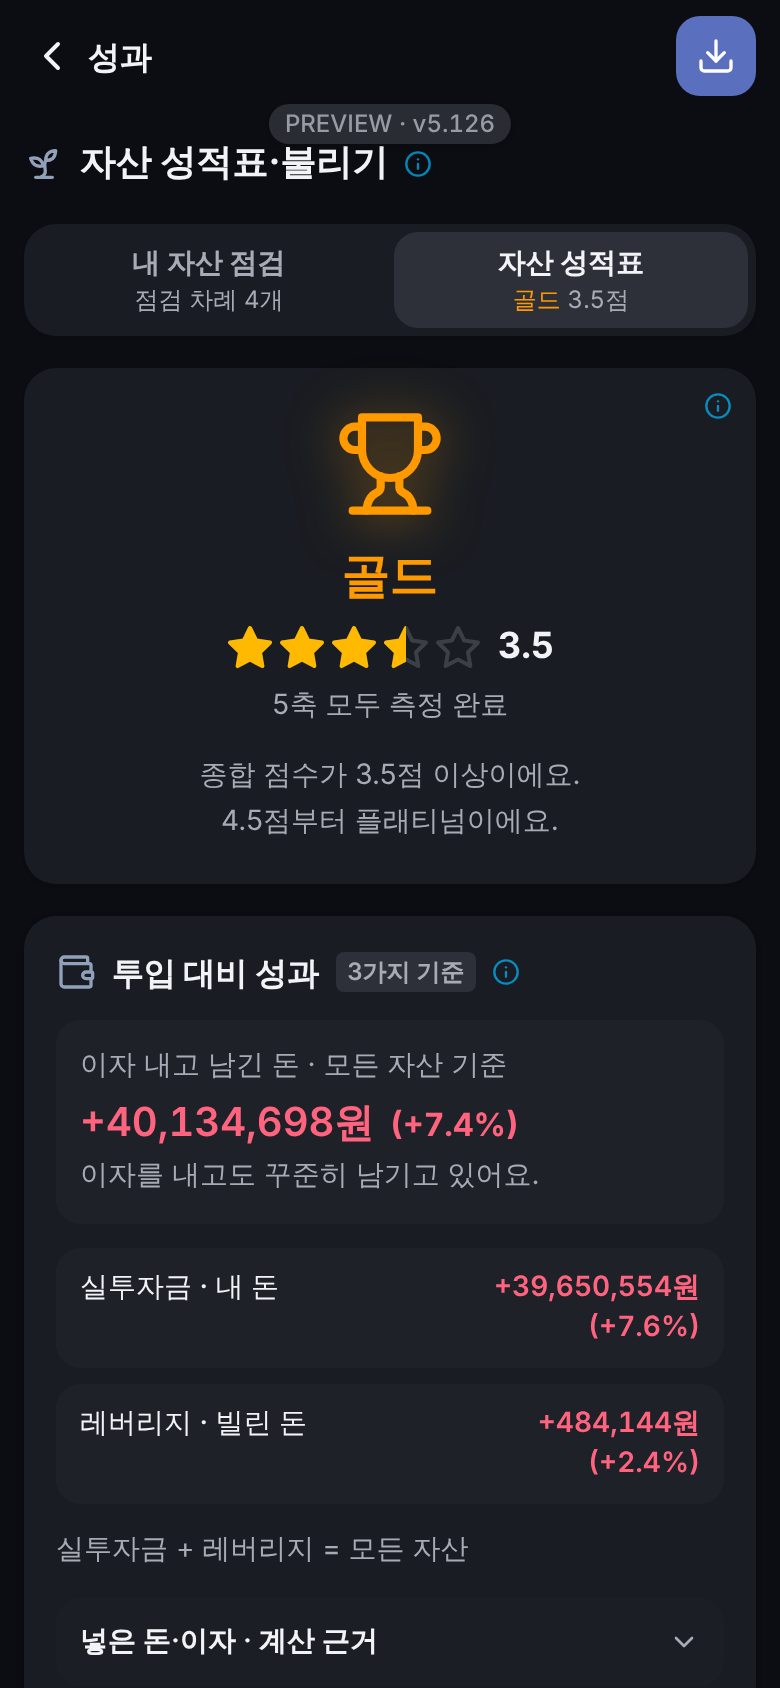 성과
PREVIEW · v5.126
자산 성적표·불리기
내 자산 점검
점검 차례 4개
자산 성적표
골드 3.5점
골드
3.5
5축 모두 측정 완료
종합 점수가 3.5점 이상이에요.
4.5점부터 플래티넘이에요.
투입 대비 성과 3가지 기준
이자 내고 남긴 돈 · 모든 자산 기준
+40,134,698원 (+7.4%)
이자를 내고도 꾸준히 남기고 있어요.
실투자금 · 내 돈 +39,650,554원
(+7.6%)
레버리지 · 빌린 돈 +484,144원
(+2.4%)
실투자금 + 레버리지 = 모든 자산
넣은 돈·이자 · 계산 근거